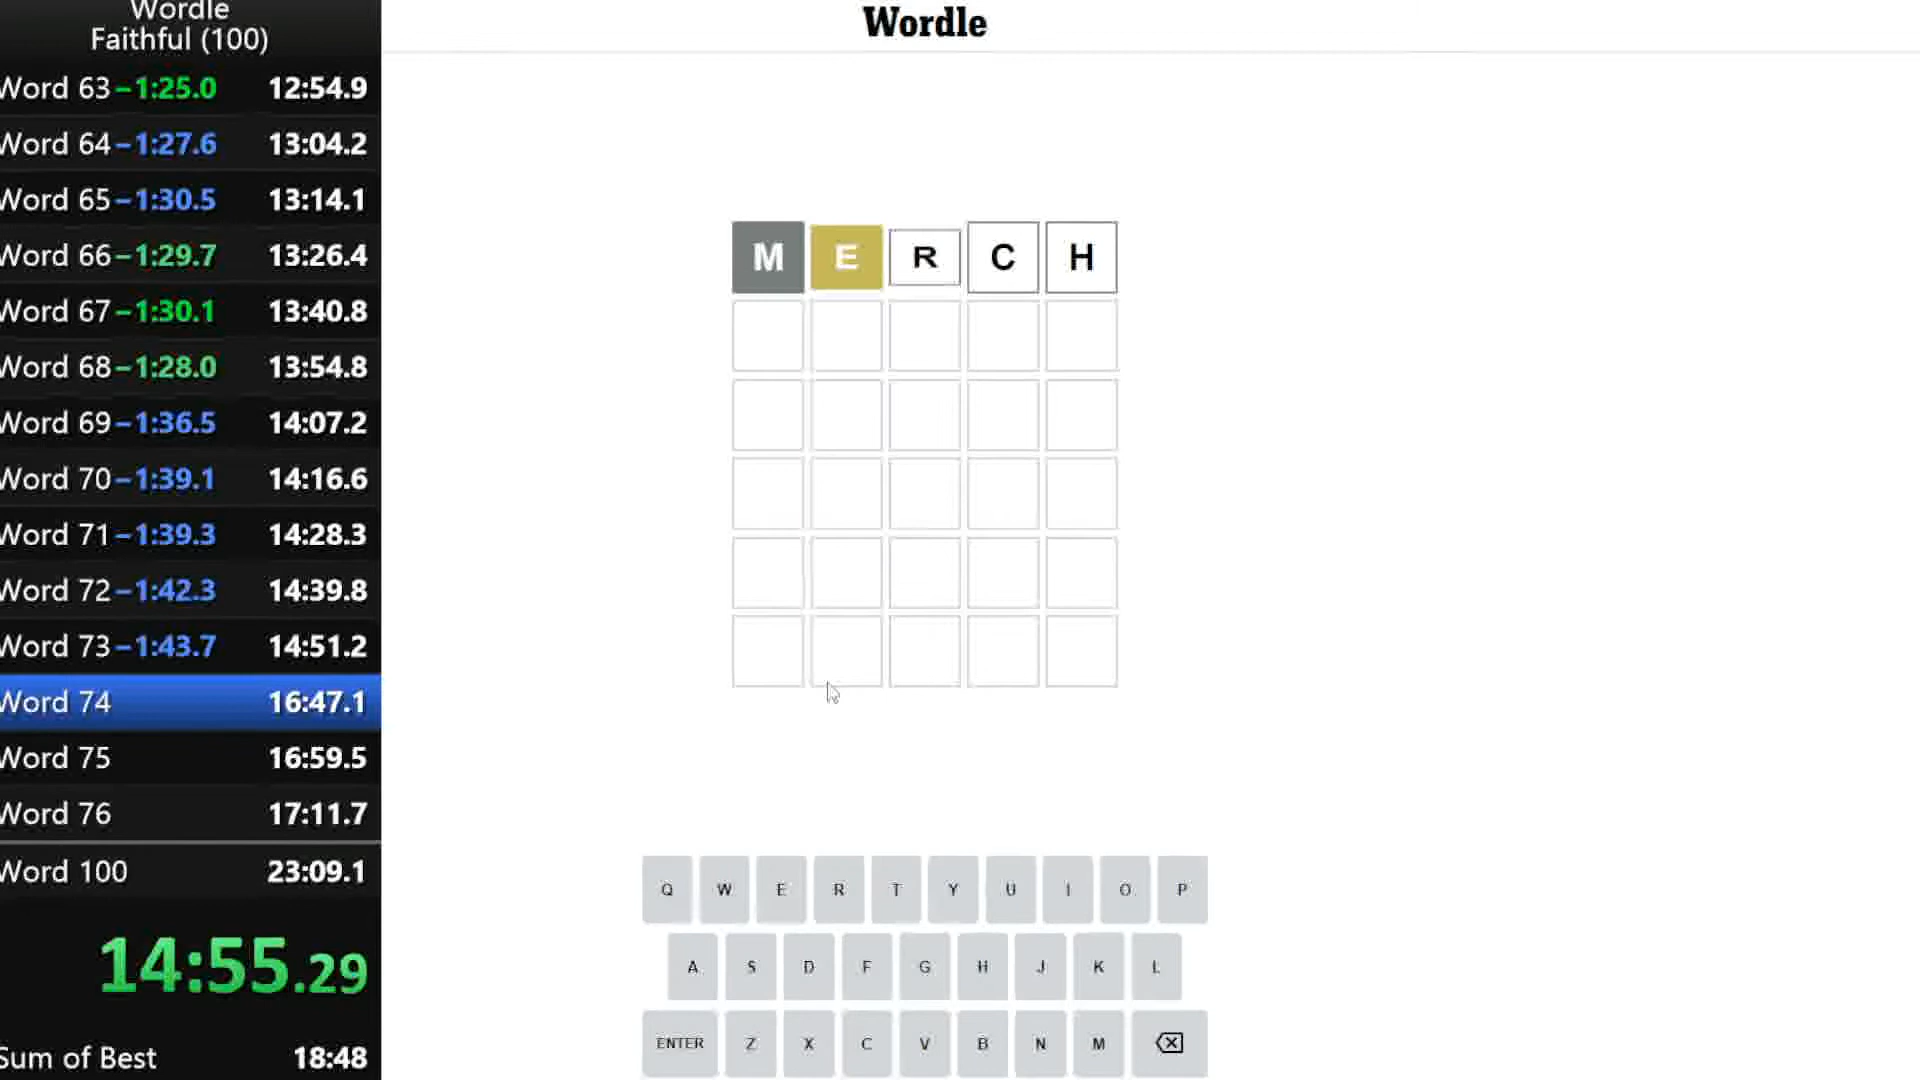 Wordle
Faithful (100)
Word 63 −1:25.0 12:54.9
Word 64 −1:27.6 13:04.2
Word 65 −1:30.5 13:14.1
Word 66 −1:29.7 13:26.4
Word 67 −1:30.1 13:40.8
Word 68 −1:28.0 13:54.8
Word 69 −1:36.5 14:07.2
Word 70 −1:39.1 14:16.6
Word 71 −1:39.3 14:28.3
Word 72 −1:42.3 14:39.8
Word 73 −1:43.7 14:51.2
Word 74 16:47.1
Word 75 16:59.5
Word 76 17:11.7
Word 100 23:09.1
14:55.29
Sum of Best 18:48
Wordle
M E R C H
Q W E R T Y U I O P
A S D F G H J K L
ENTER Z X C V B N M